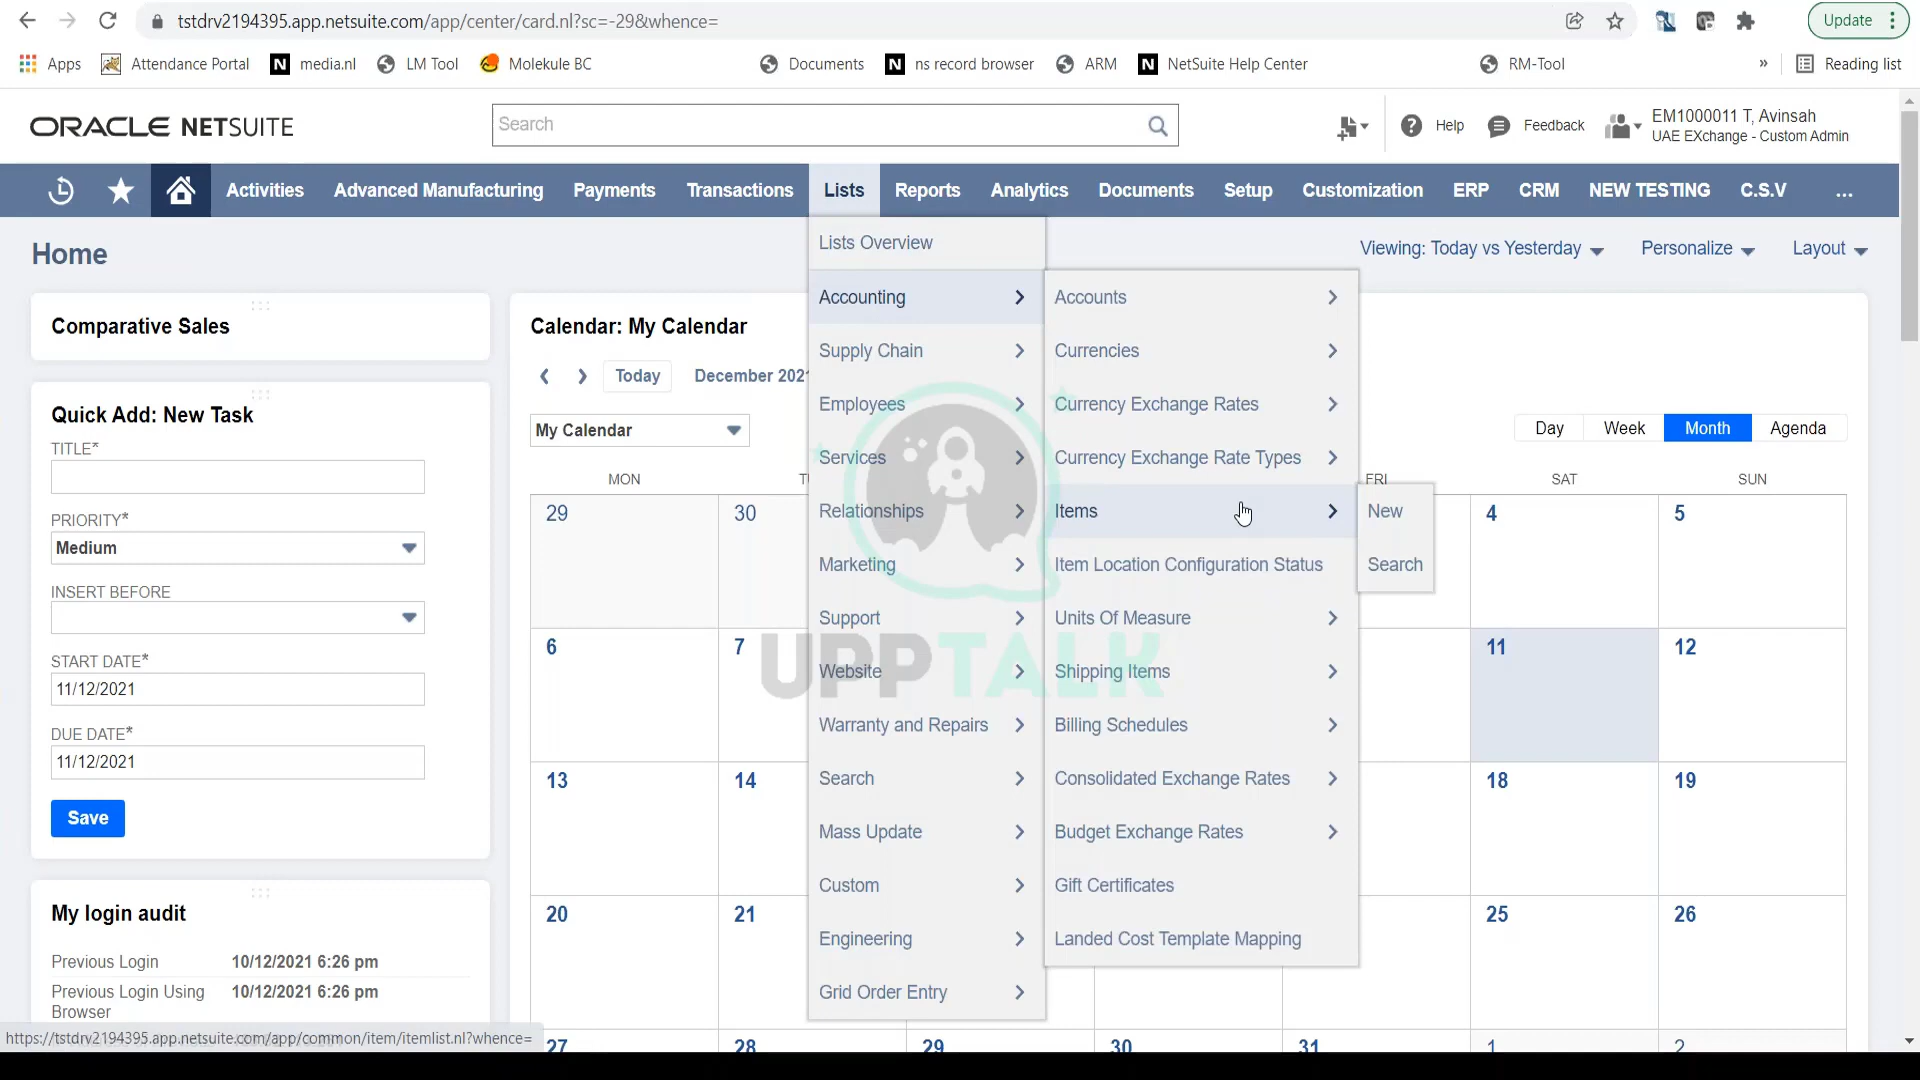 tstdrv2194395.app.netsuite.com/app/center/card.nl?sc=-29&whence=
Update
Apps
Attendance Portal
media.nl
LM Tool
Molekule BC
Documents
ns record browser
ARM
NetSuite Help Center
RM-Tool
»
Reading list
ORACLE NETSUITE
Search
Help
Feedback
EM1000011 T, Avinsah
UAE EXchange - Custom Admin
Activities
Advanced Manufacturing
Payments
Transactions
Lists
Reports
Analytics
Documents
Setup
Customization
ERP
CRM
NEW TESTING
C.S.V
...
Home
Viewing: Today vs Yesterday
Personalize
Layout
Comparative Sales
Quick Add: New Task
TITLE*
PRIORITY*
Medium
INSERT BEFORE
START DATE*
11/12/2021
DUE DATE*
11/12/2021
Save
My login audit
Previous Login 10/12/2021 6:26 pm
Previous Login Using 10/12/2021 6:26 pm
Browser
https://tstdrv2194395.app.netsuite.com/app/common/item/itemlist.nl?whence=
Calendar: My Calendar
Today
December 2021
My Calendar
Day
Week
Month
Agenda
MON
FRI
SAT
SUN
29
30
4
5
6
7
11
12
13
14
18
19
20
21
25
26
27
28
29
30
31
1
2
Lists Overview
Accounting
Supply Chain
Employees
Services
Relationships
Marketing
Support
Website
Warranty and Repairs
Search
Mass Update
Custom
Engineering
Grid Order Entry
Accounts
Currencies
Currency Exchange Rates
Currency Exchange Rate Types
Items
Item Location Configuration Status
Units Of Measure
Shipping Items
Billing Schedules
Consolidated Exchange Rates
Budget Exchange Rates
Gift Certificates
Landed Cost Template Mapping
New
Search
UPPTALK